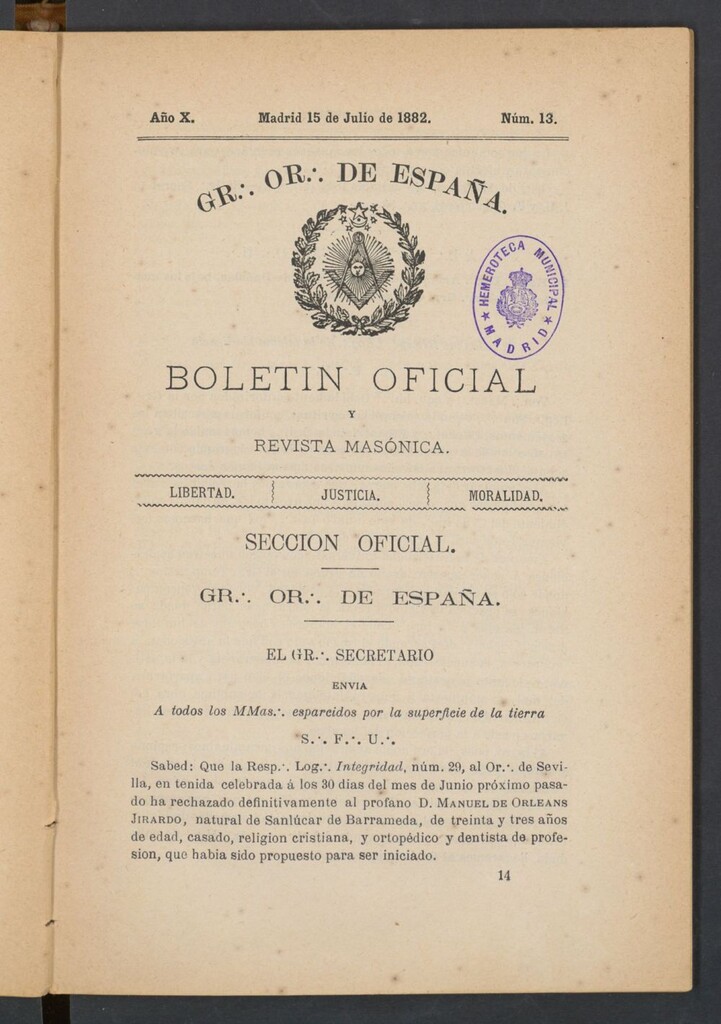 Año X.
Madrid 15 de Julio de 1882.
Núm. 13.
GR.·. OR.·. DE ESPAÑA.
★ HEMEROTECA MUNICIPAL ★ MADRID
BOLETIN OFICIAL
Y
REVISTA MASÓNICA.
LIBERTAD.
JUSTICIA.
MORALIDAD.
SECCION OFICIAL.
GR.·. OR.·. DE ESPAÑA.
EL GR.·. SECRETARIO
ENVIA
A todos los MMas.·. esparcidos por la superficie de la tierra
S.·. F.·. U.·.
Sabed: Que la Resp.·. Log.·. Integridad, núm. 29, al Or.·. de Sevi-
lla, en tenida celebrada á los 30 dias del mes de Junio próximo pasa-
do ha rechazado definitivamente al profano D. MANUEL DE ORLEANS
JIRARDO, natural de Sanlúcar de Barrameda, de treinta y tres años
de edad, casado, religion cristiana, y ortopédico y dentista de profe-
sion, que habia sido propuesto para ser iniciado.
14